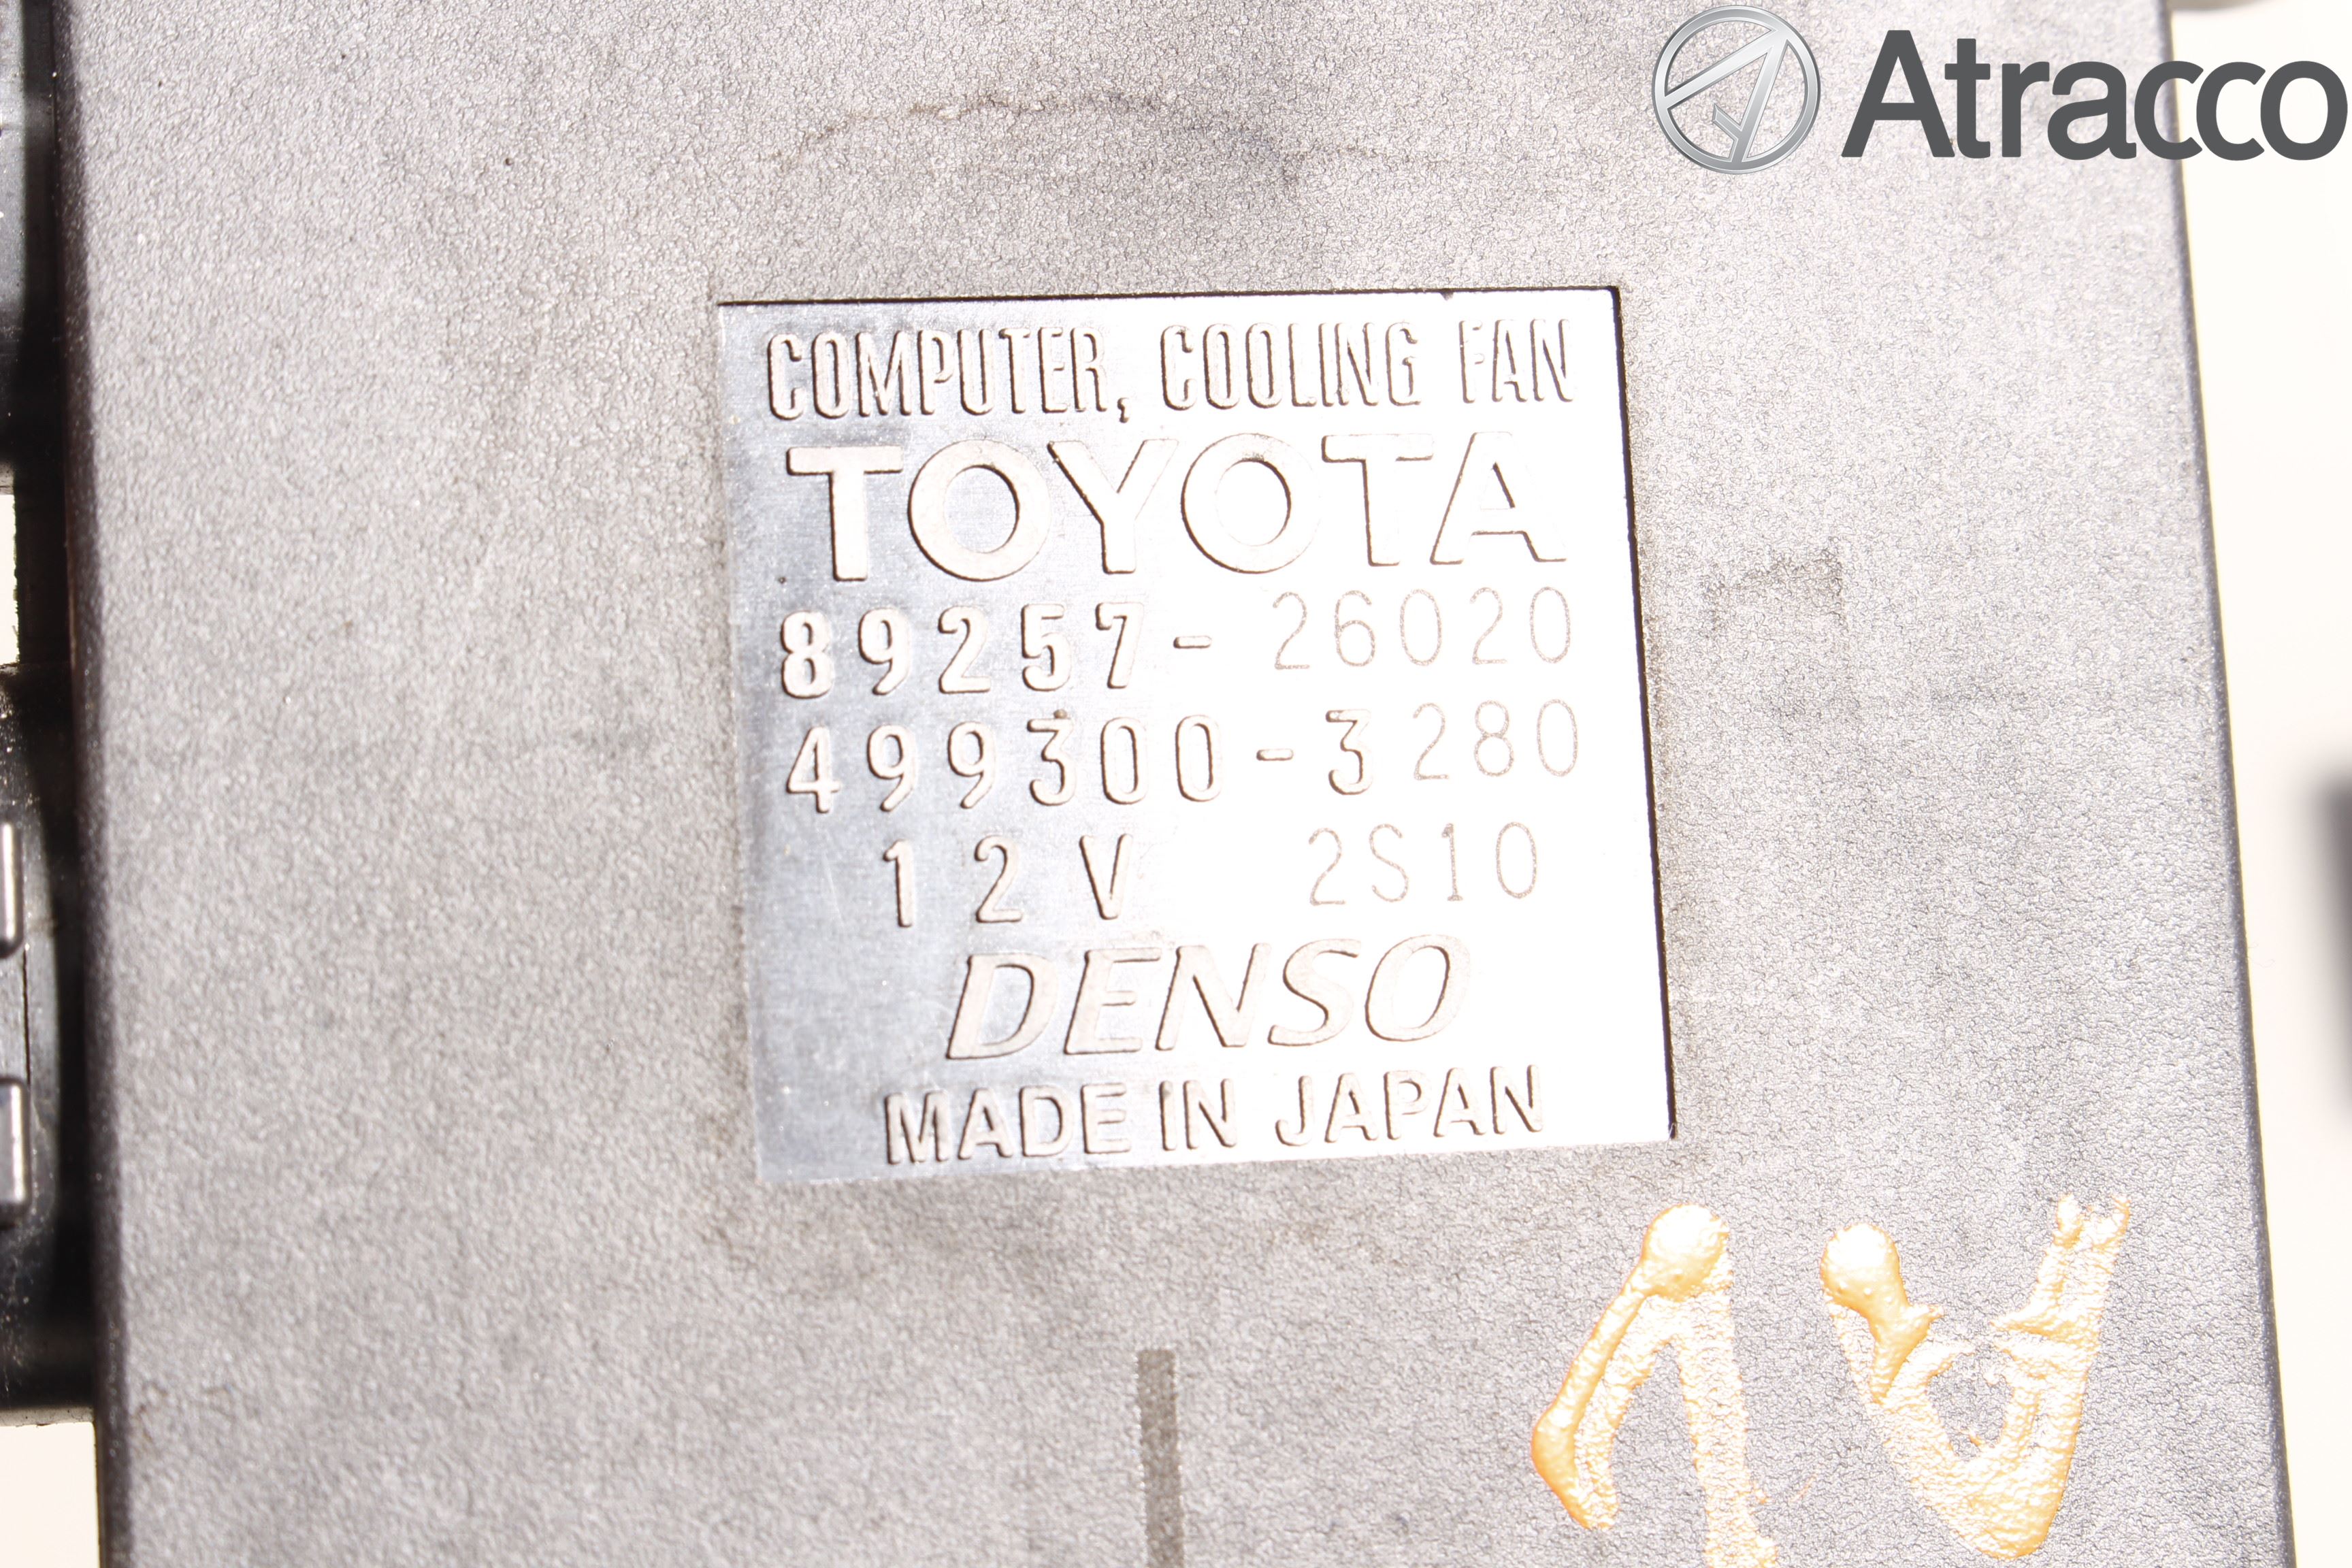 Atracco
COMPUTER, COOLING FAN
TOYOTA
89257-26020
499300-3280
12V 2S10
DENSO
MADE IN JAPAN